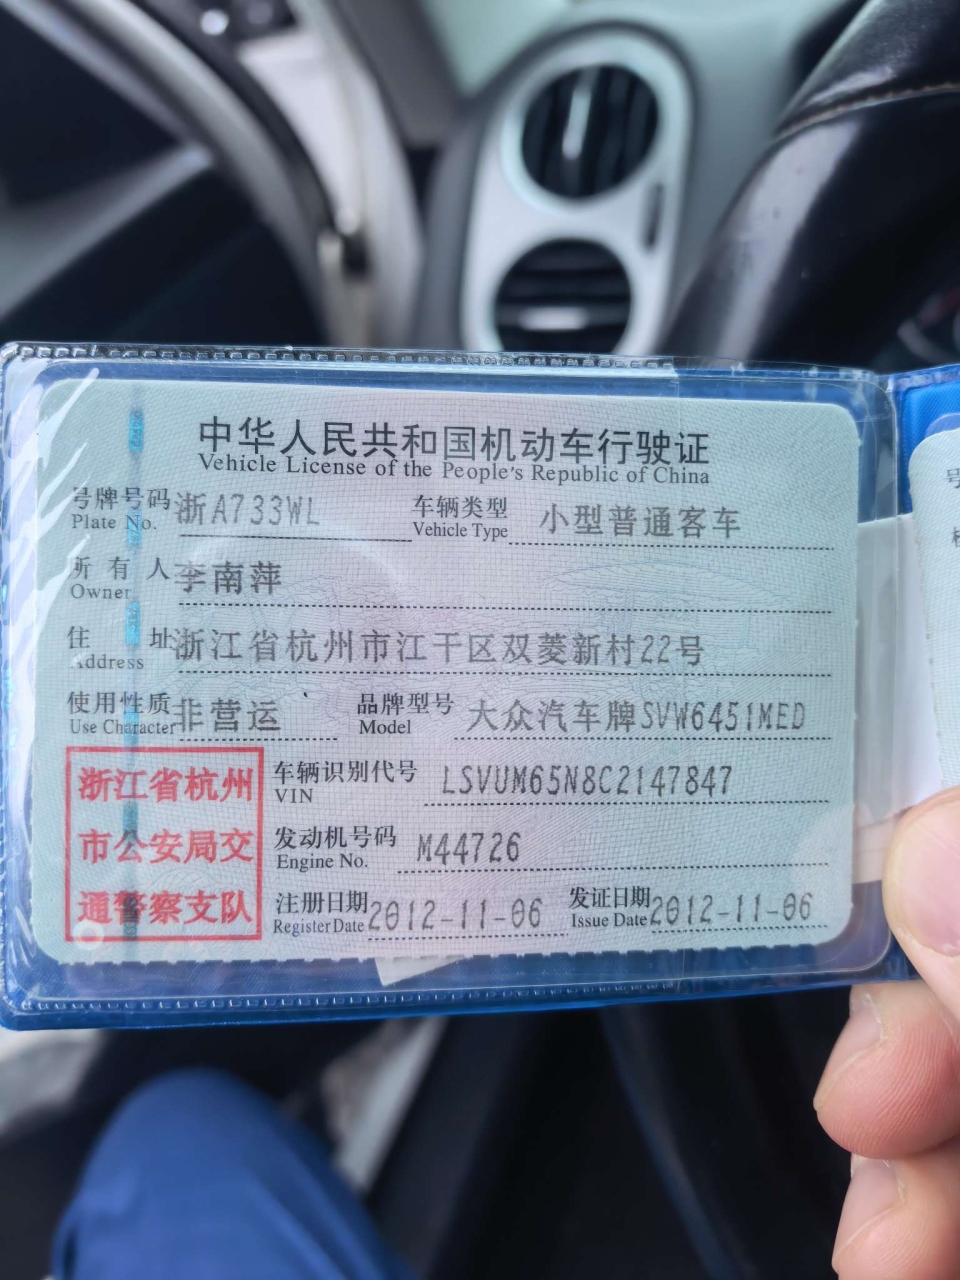 中华人民共和国机动车行驶证
Vehicle License of the People's Republic of China
号牌号码 浙A733WL 车辆类型 小型普通客车
Plate No. Vehicle Type
所有人 李南萍
Owner
住址 浙江省杭州市江干区双菱新村22号
Address
使用性质 非营运 品牌型号 大众汽车牌SVW6451MED
Use Character Model
浙江省杭州
市公安局交
通警察支队
车辆识别代号 LSVUM65N8C2147847
VIN
发动机号码 M44726
Engine No.
注册日期 2012-11-06 发证日期 2012-11-06
Register Date Issue Date
号